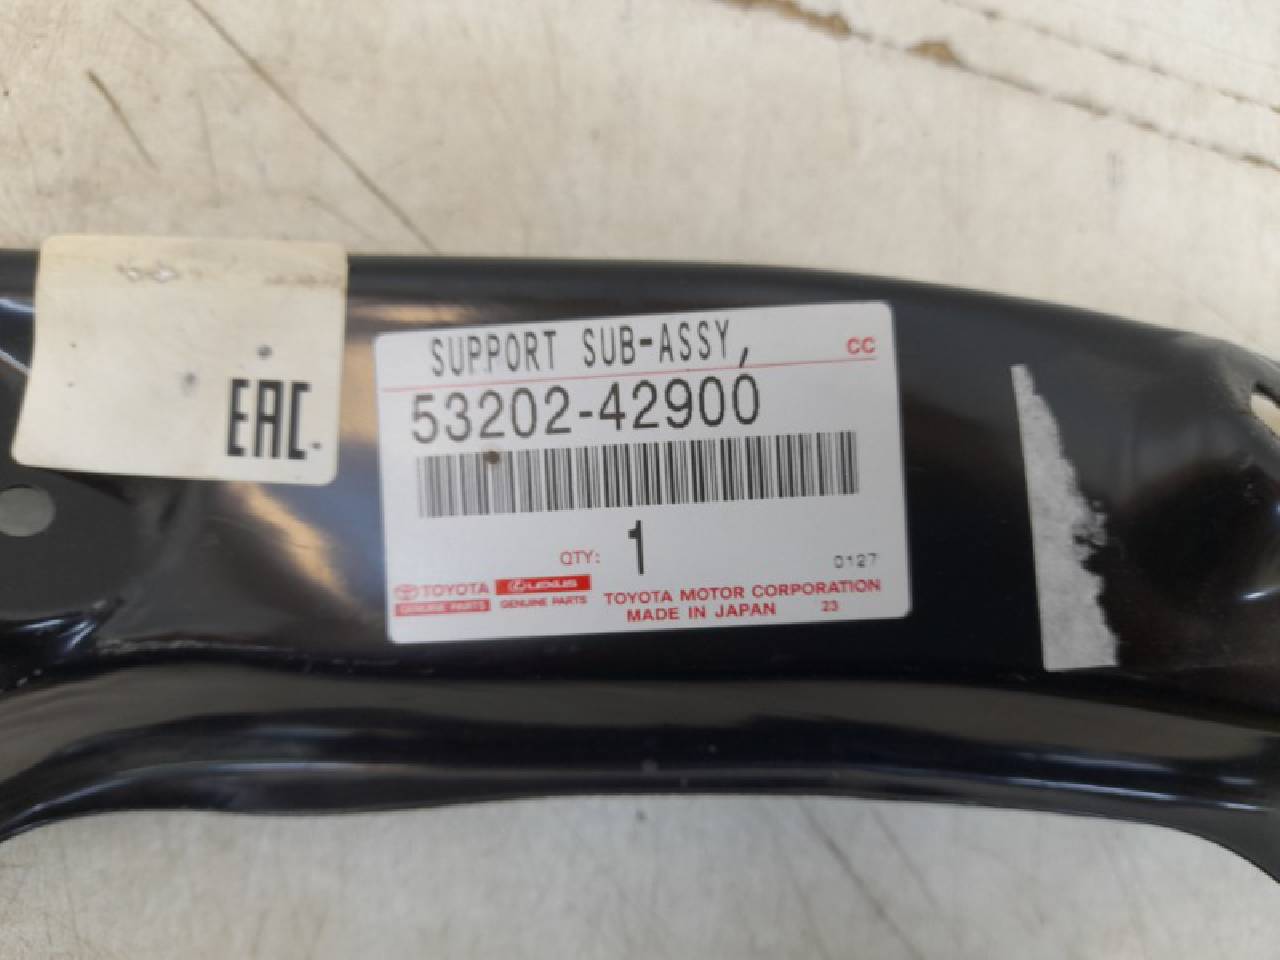 EAC
SUPPORT SUB-ASSY, CC
53202-42900
QTY: 1
0127
TOYOTA LEXUS
GENUINE PARTS GENUINE PARTS
TOYOTA MOTOR CORPORATION
MADE IN JAPAN 23